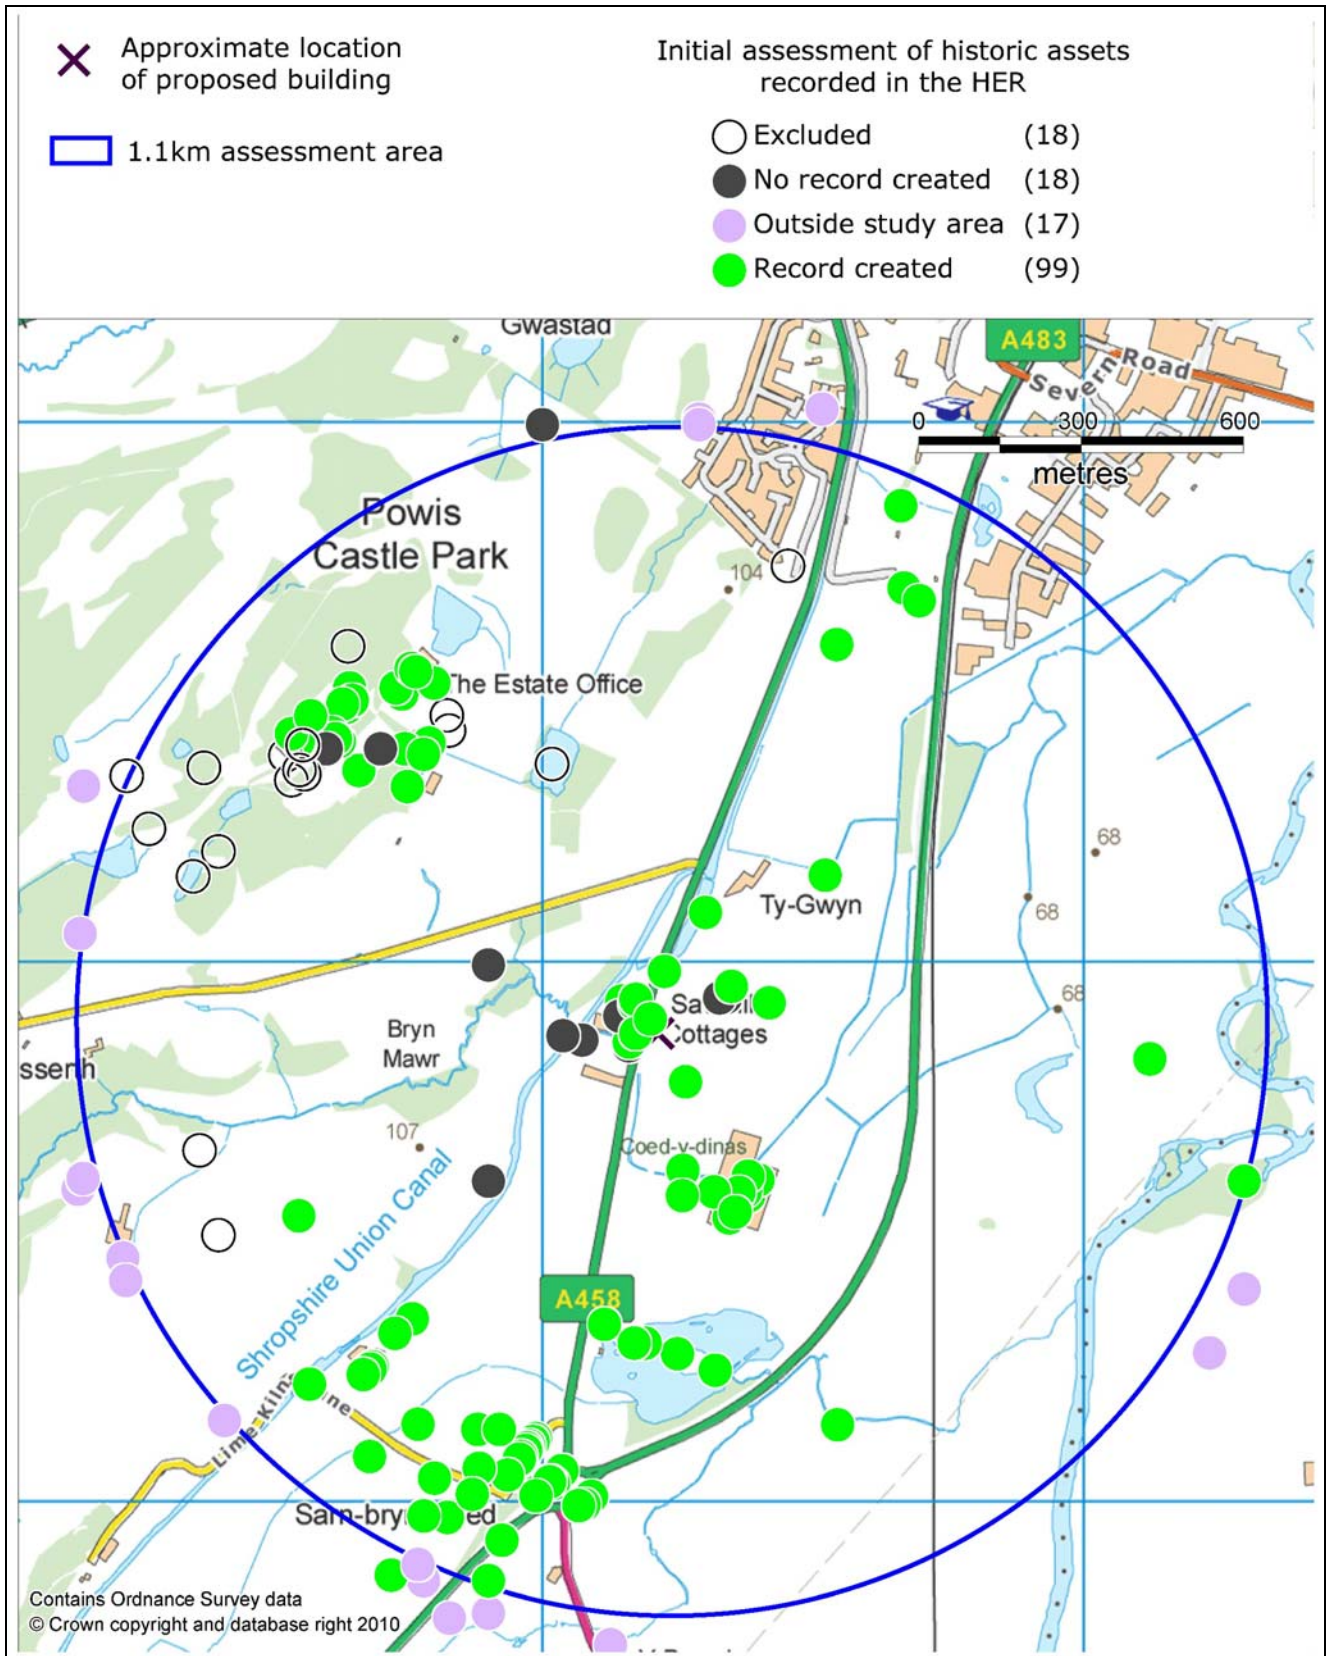 Approximate location
of proposed building
1.1km assessment area
Initial assessment of historic assets
recorded in the HER
Excluded (18)
No record created (18)
Outside study area (17)
Record created (99)
Gwastad
A483
Severn Road
0 300 600
metres
Powis
Castle Park
104
The Estate Office
68
Ty-Gwyn
68
68
Cottages
Bryn
Mawr
107
Coed-y-dinas
Shropshire Union Canal
A458
Lime Kiln
Contains Ordnance Survey data
© Crown copyright and database right 2010